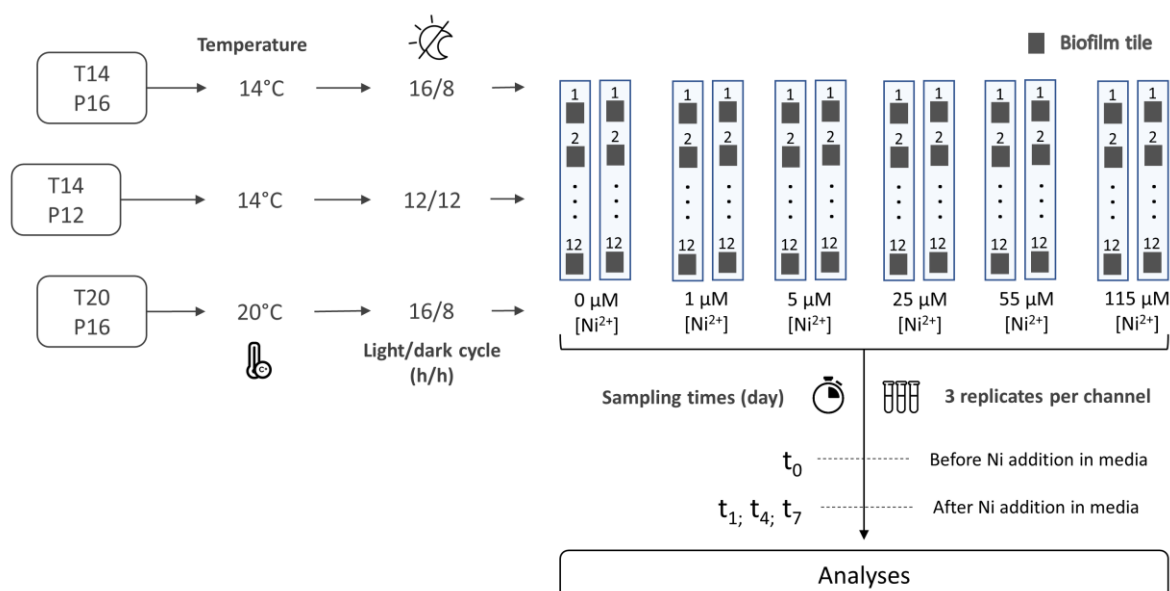 Temperature
Biofilm tile
T14
P16
14°C
16/8
T14
P12
14°C
12/12
T20
P16
20°C
16/8
C°
Light/dark cycle
(h/h)
1 1 1 1 1 1 1 1 1 1 1 1
2 2 2 2 2 2 2 2 2 2 2 2
12 12 12 12 12 12 12 12 12 12 12 12
0 µM 1 µM 5 µM 25 µM 55 µM 115 µM
[Ni²⁺] [Ni²⁺] [Ni²⁺] [Ni²⁺] [Ni²⁺] [Ni²⁺]
Sampling times (day) 3 replicates per channel
t₀ Before Ni addition in media
t₁; t₄; t₇ After Ni addition in media
Analyses